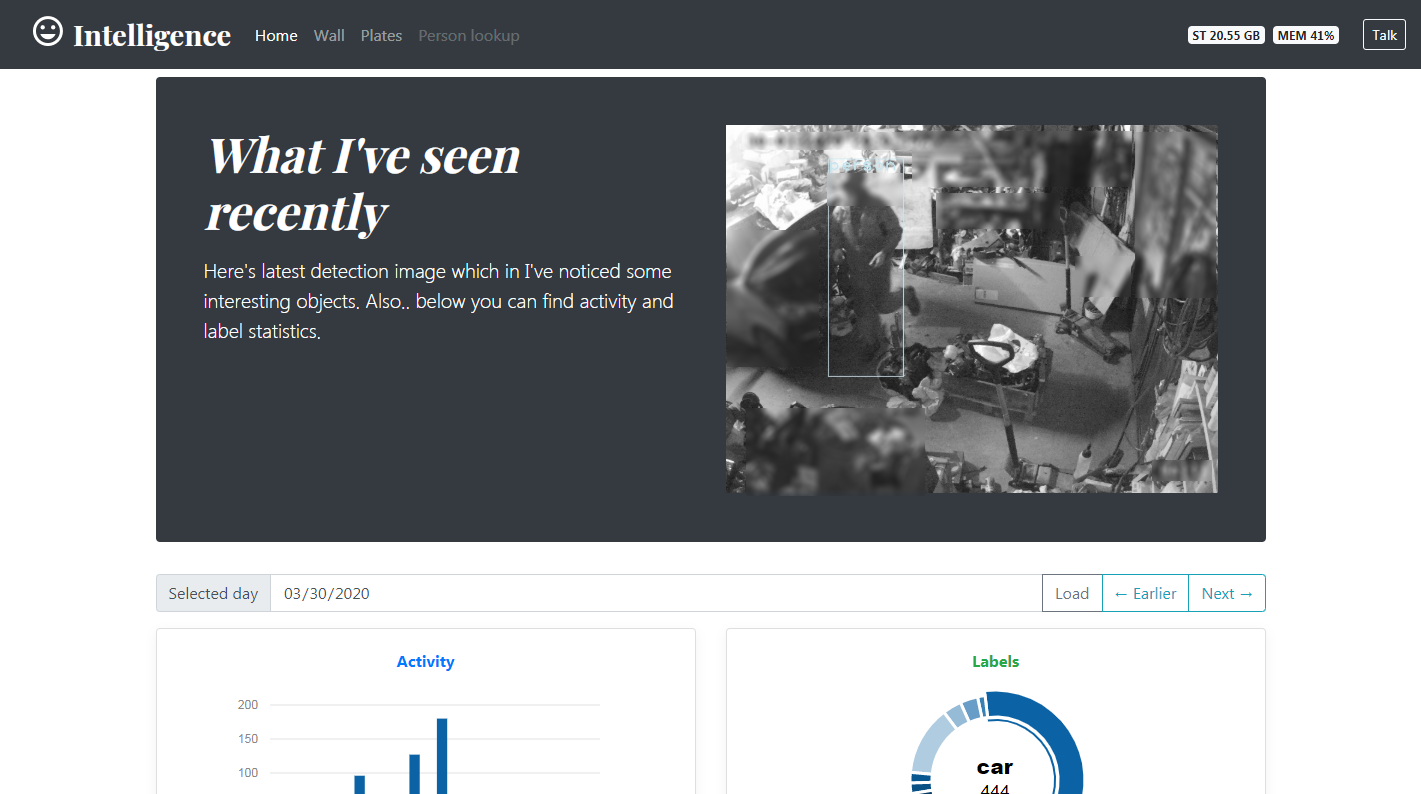 Intelligence Home Wall Plates Person lookup ST 20.55 GB MEM 41% Talk
What I've seen
recently
Here's latest detection image which in I've noticed some
interesting objects. Also.. below you can find activity and
label statistics.
Selected day 03/30/2020 Load ← Earlier Next →
Activity
200
150
100
Labels
car
444